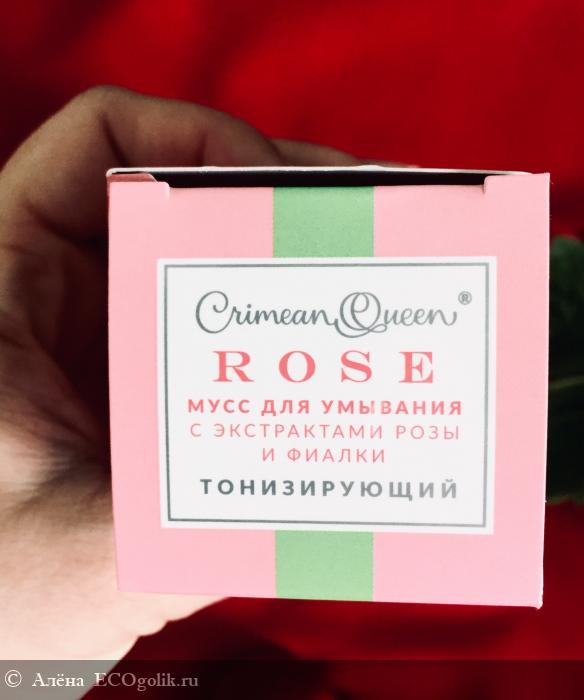 Crimean Queen®
ROSE
МУСС ДЛЯ УМЫВАНИЯ
С ЭКСТРАКТАМИ РОЗЫ
И ФИАЛКИ
ТОНИЗИРУЮЩИЙ
© Алёна ECOgolik.ru